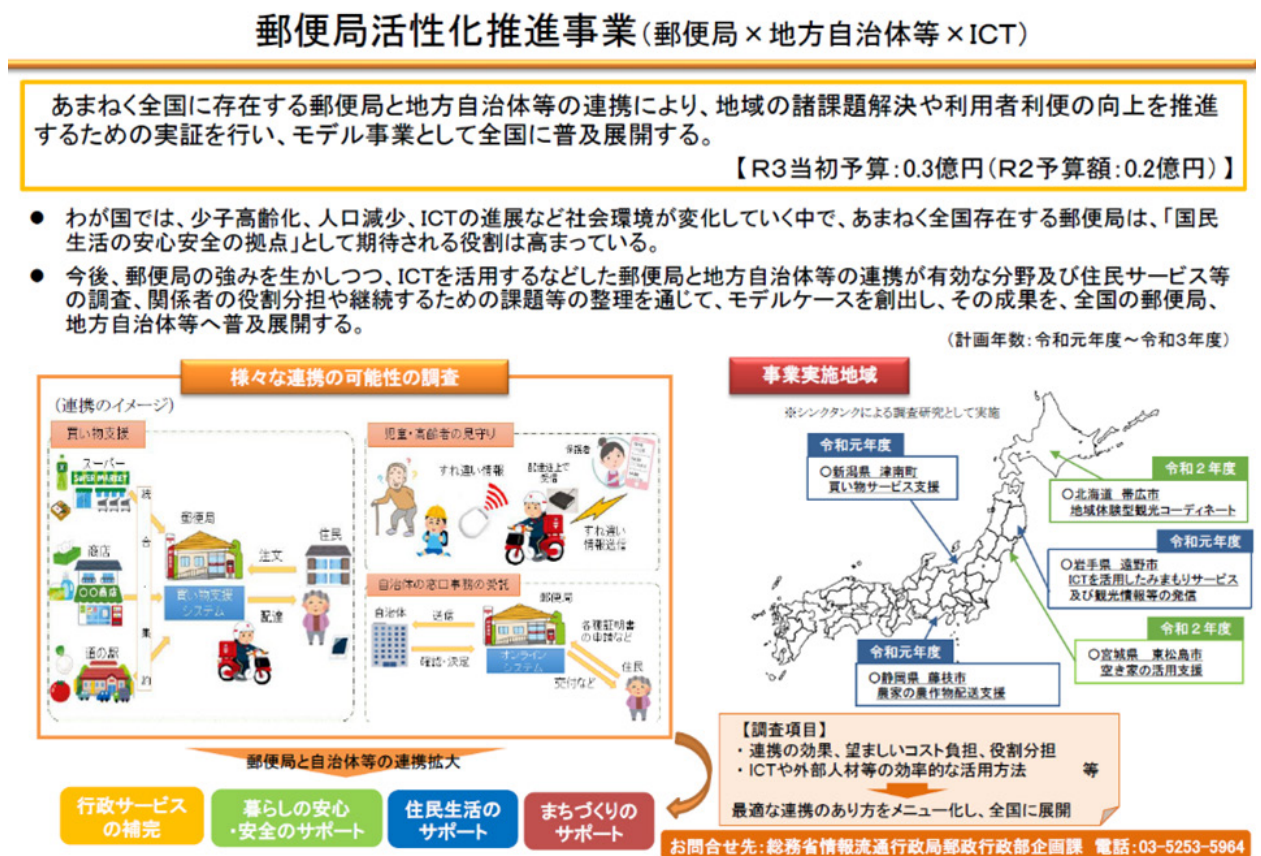 郵便局活性化推進事業(郵便局×地方自治体等×ICT)
あまねく全国に存在する郵便局と地方自治体等の連携により、地域の諸課題解決や利用者利便の向上を推進
するための実証を行い、モデル事業として全国に普及展開する。
【R3当初予算:0.3億円(R2予算額:0.2億円)】
● わが国では、少子高齢化、人口減少、ICTの進展など社会環境が変化していく中で、あまねく全国存在する郵便局は、「国民
生活の安心安全の拠点」として期待される役割は高まっている。
● 今後、郵便局の強みを生かしつつ、ICTを活用するなどした郵便局と地方自治体等の連携が有効な分野及び住民サービス等
の調査、関係者の役割分担や継続するための課題等の整理を通じて、モデルケースを創出し、その成果を、全国の郵便局、
地方自治体等へ普及展開する。
(計画年数:令和元年度~令和3年度)
様々な連携の可能性の調査
(連携のイメージ)
買い物支援
スーパー
SUPER MARKET
商店
〇〇商店
道の駅
統合・集約
郵便局
買い物支援
システム
注文
配達
住民
児童・高齢者の見守り
すれ違い情報
配達途上で
受信
保護者
すれ違い
情報送信
自治体の窓口事務の受託
自治体
送信
確認・決定
郵便局
オンライン
システム
各種証明書
の申請など
交付など
住民
郵便局と自治体等の連携拡大
行政サービス
の補完
暮らしの安心
・安全のサポート
住民生活の
サポート
まちづくりの
サポート
事業実施地域
※シンクタンクによる調査研究として実施
令和元年度
〇新潟県 津南町
買い物サービス支援
令和2年度
〇北海道 帯広市
地域体験型観光コーディネート
令和元年度
〇岩手県 遠野市
ICTを活用したみまもりサービス
及び観光情報等の発信
令和2年度
〇宮城県 東松島市
空き家の活用支援
令和元年度
〇静岡県 藤枝市
農家の農作物配送支援
【調査項目】
・連携の効果、望ましいコスト負担、役割分担
・ICTや外部人材等の効率的な活用方法 等
最適な連携のあり方をメニュー化し、全国に展開
お問合せ先:総務省情報流通行政局郵政行政部企画課 電話:03-5253-5964